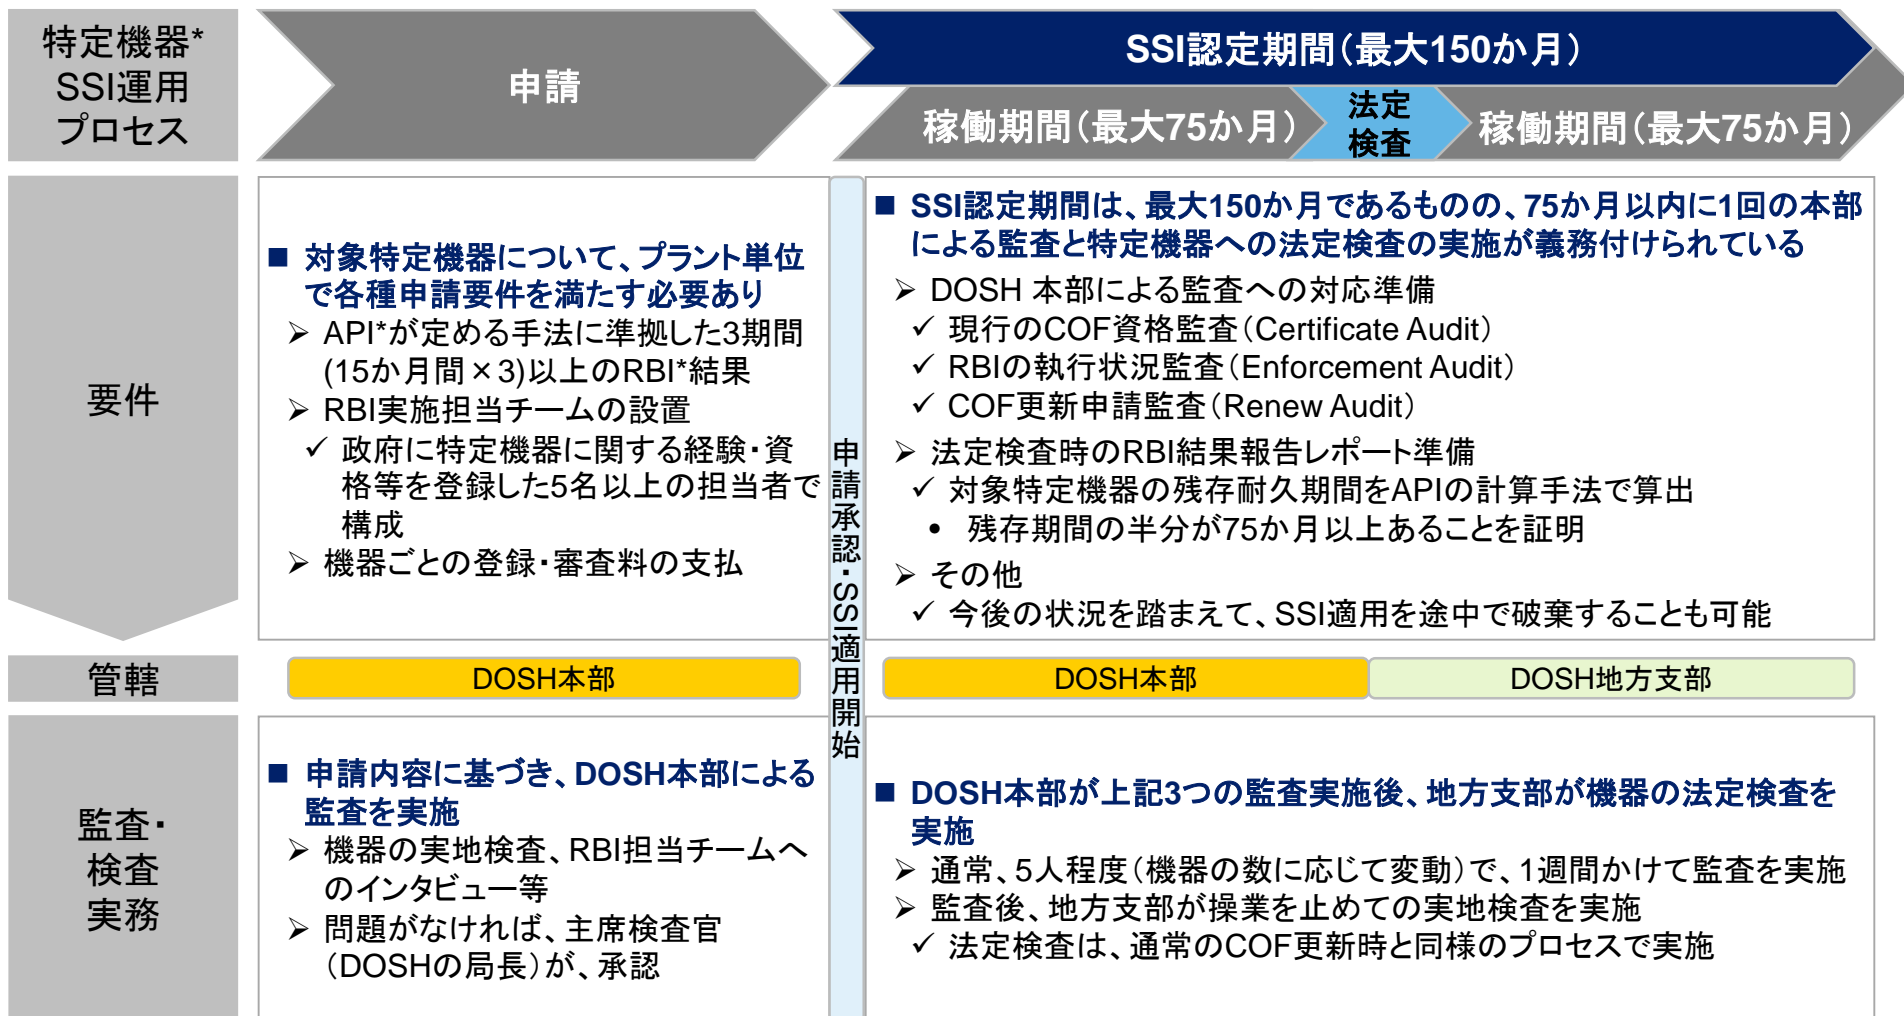 特定機器*
SSI運用
プロセス
申請
SSI認定期間（最大150か月）
稼働期間（最大75か月）
法定
検査
稼働期間（最大75か月）
要件
■ 対象特定機器について、プラント単位
で各種申請要件を満たす必要あり
➢ API*が定める手法に準拠した3期間
(15か月間×3)以上のRBI*結果
➢ RBI実施担当チームの設置
✓ 政府に特定機器に関する経験・資
格等を登録した5名以上の担当者で
構成
➢ 機器ごとの登録・審査料の支払
申請承認・SSI適用開始
■ SSI認定期間は、最大150か月であるものの、75か月以内に1回の本部
による監査と特定機器への法定検査の実施が義務付けられている
➢ DOSH 本部による監査への対応準備
✓ 現行のCOF資格監査（Certificate Audit）
✓ RBIの執行状況監査（Enforcement Audit）
✓ COF更新申請監査（Renew Audit）
➢ 法定検査時のRBI結果報告レポート準備
✓ 対象特定機器の残存耐久期間をAPIの計算手法で算出
• 残存期間の半分が75か月以上あることを証明
➢ その他
✓ 今後の状況を踏まえて、SSI適用を途中で破棄することも可能
管轄
DOSH本部
DOSH本部
DOSH地方支部
監査・
検査
実務
■ 申請内容に基づき、DOSH本部による
監査を実施
➢ 機器の実地検査、RBI担当チームへ
のインタビュー等
➢ 問題がなければ、主席検査官
（DOSHの局長）が、承認
■ DOSH本部が上記3つの監査実施後、地方支部が機器の法定検査を
実施
➢ 通常、5人程度（機器の数に応じて変動）で、1週間かけて監査を実施
➢ 監査後、地方支部が操業を止めての実地検査を実施
✓ 法定検査は、通常のCOF更新時と同様のプロセスで実施